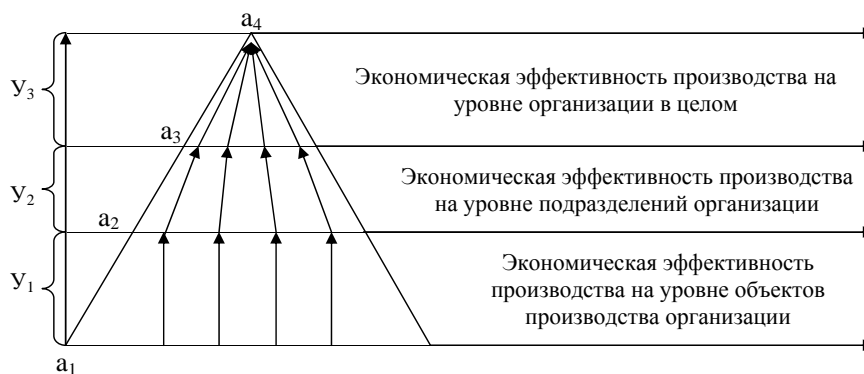 a₄
У₃
Экономическая эффективность производства на
уровне организации в целом
a₃
У₂
Экономическая эффективность производства
на уровне подразделений организации
a₂
У₁
Экономическая эффективность
производства на уровне объектов
производства организации
a₁